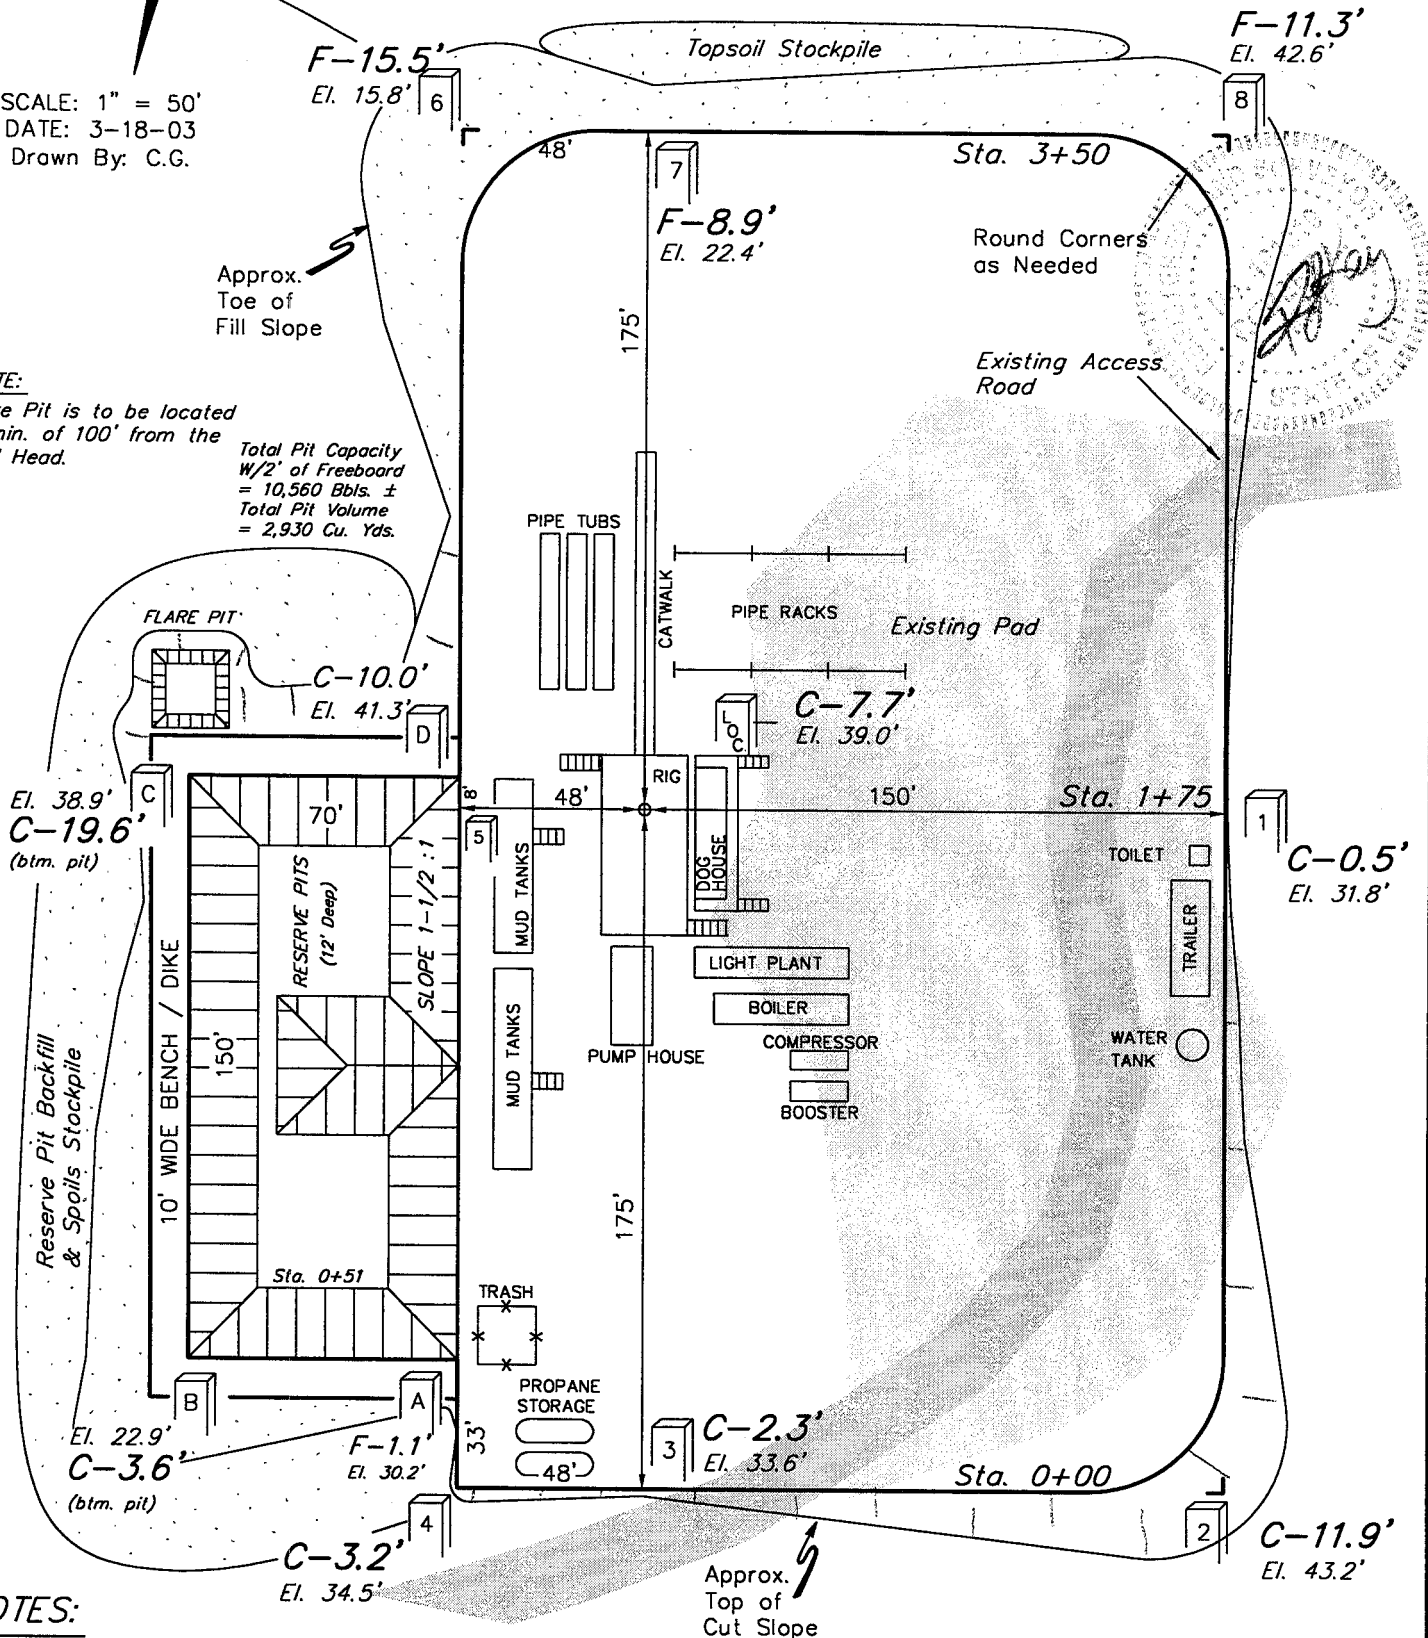 SCALE: 1" = 50'
DATE: 3-18-03
Drawn By: C.G.
F-15.5'
El. 15.8'
6
Topsoil Stockpile
F-11.3'
El. 42.6'
8
48'
7
F-8.9'
El. 22.4'
Sta. 3+50
Round Corners
as Needed
Approx.
Toe of
Fill Slope
175'
Existing Access
Road
STATE OF
TE:
e Pit is to be located
min. of 100' from the
l Head.
Total Pit Capacity
W/2' of Freeboard
= 10,560 Bbls. ±
Total Pit Volume
= 2,930 Cu. Yds.
PIPE TUBS
CATWALK
PIPE RACKS
Existing Pad
FLARE PIT
C-10.0'
El. 41.3'
D
LOC.
C-7.7'
El. 39.0'
C
El. 38.9'
C-19.6'
(btm. pit)
70'
8'
48'
RIG
150'
Sta. 1+75
1
C-0.5'
El. 31.8'
5
MUD TANKS
DOG
HOUSE
TOILET
TRAILER
RESERVE PITS
(12' Deep)
SLOPE 1-1/2 :1
10' WIDE BENCH / DIKE
150'
Reserve Pit Backfill
& Spoils Stockpile
LIGHT PLANT
BOILER
COMPRESSOR
BOOSTER
PUMP HOUSE
MUD TANKS
WATER
TANK
175'
Sta. 0+51
TRASH
PROPANE
STORAGE
48'
33'
B
A
El. 22.9'
C-3.6'
(btm. pit)
F-1.1'
El. 30.2'
3
C-2.3'
El. 33.6'
Sta. 0+00
4
C-3.2'
El. 34.5'
2
C-11.9'
El. 43.2'
Approx.
Top of
Cut Slope
OTES: